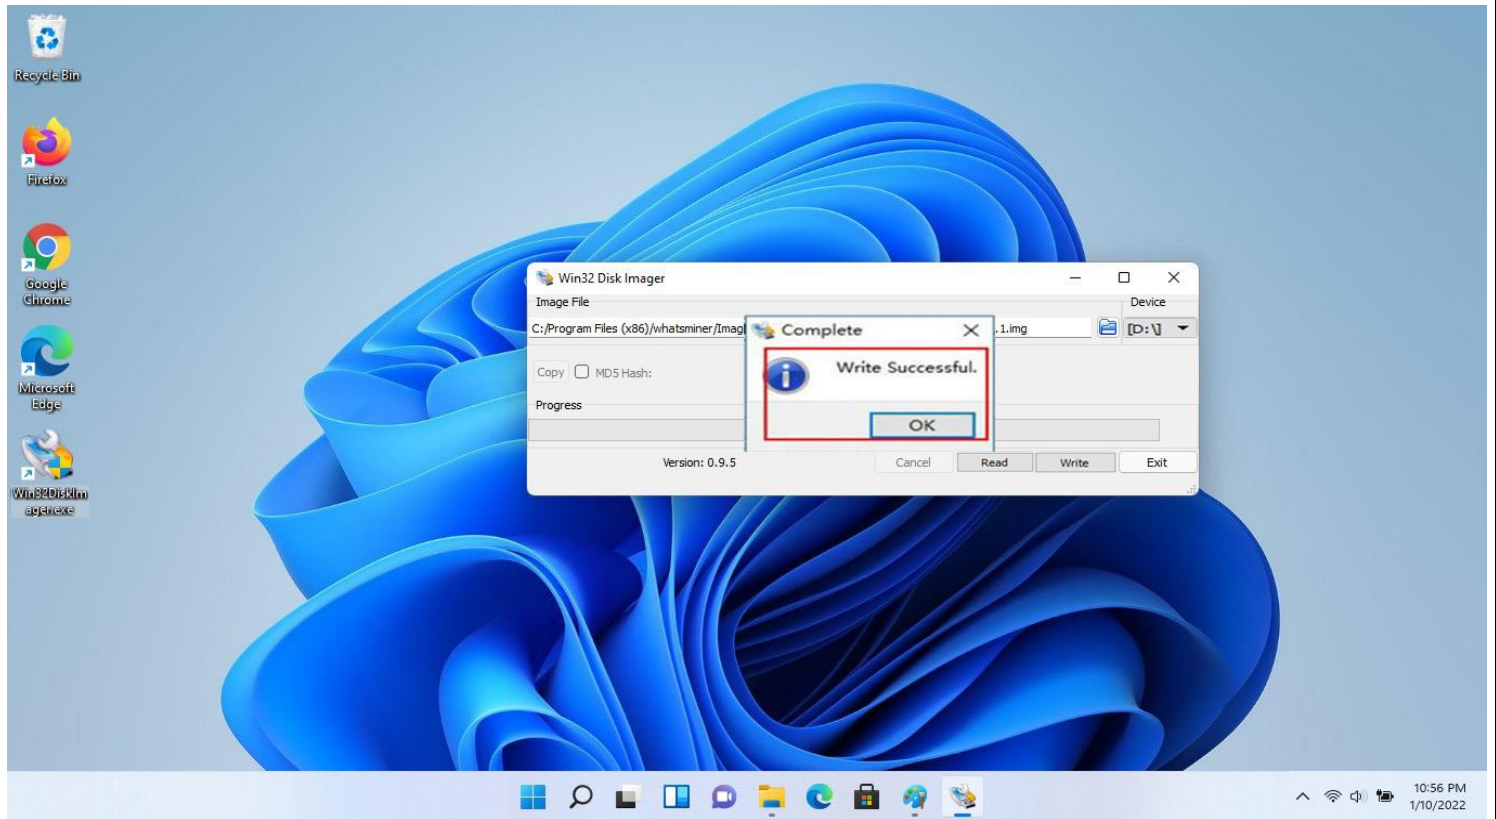 Recycle Bin
Firefox
Google
Chrome
Microsoft
Edge
Win32DiskIm
ager.exe
Win32 Disk Imager
Image File
Device
C:/Program Files (x86)/whatsminer/Imag
.1.img
[D:\]
Complete
Write Successful.
OK
Copy
MD5 Hash:
Progress
Version: 0.9.5
Cancel
Read
Write
Exit
10:56 PM
1/10/2022